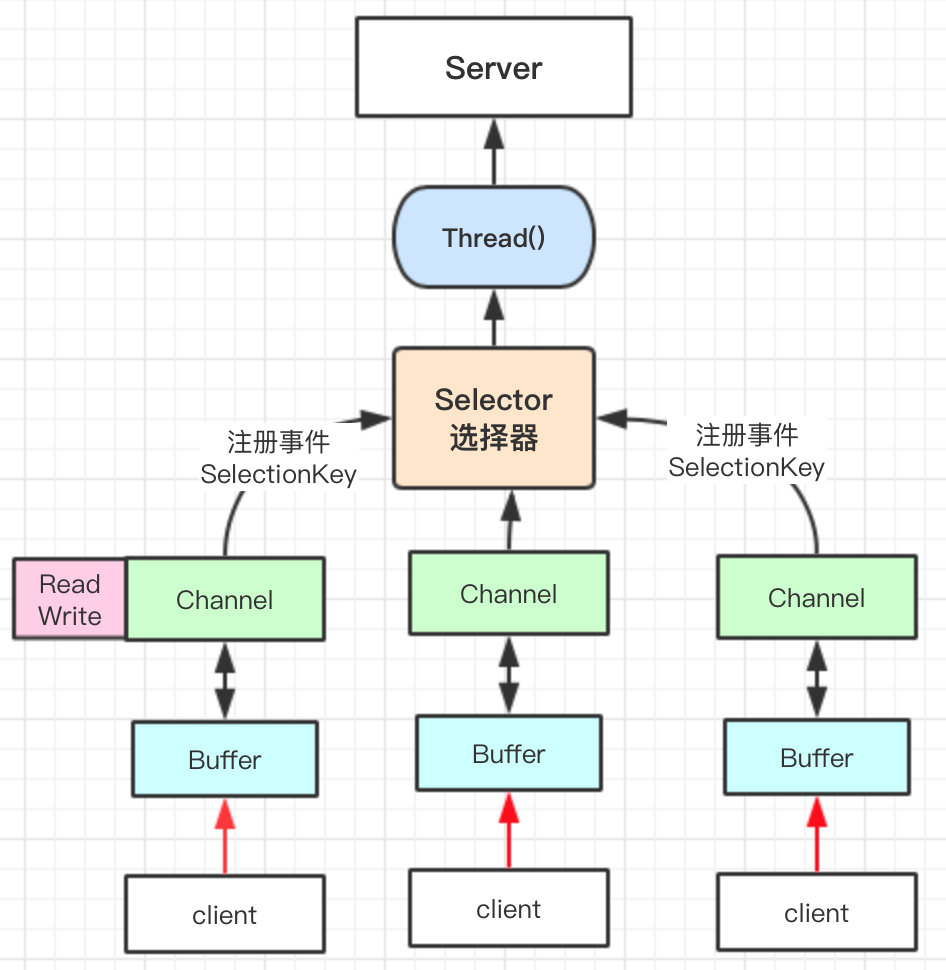 Server
Thread()
Selector
选择器
注册事件
SelectionKey
注册事件
SelectionKey
Read
Write
Channel
Channel
Channel
Buffer
Buffer
Buffer
client
client
client